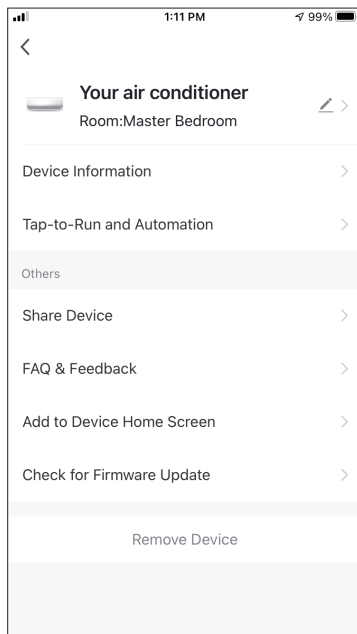 1:11 PM
99%
Your air conditioner
Room:Master Bedroom
Device Information
Tap-to-Run and Automation
Others
Share Device
FAQ & Feedback
Add to Device Home Screen
Check for Firmware Update
Remove Device